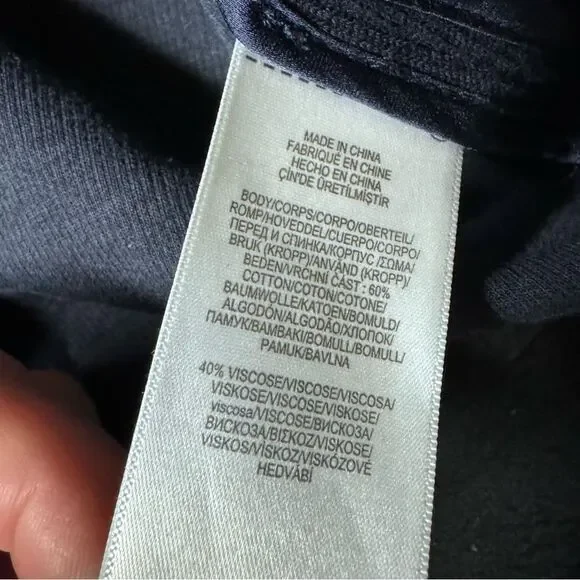 MADE IN CHINA
FABRIQUÉ EN CHINE
HECHO EN CHINA
ÇİN'DE ÜRETİLMİŞTİR
BODY/CORPS/CORPO/OBERTEIL/
ROMP/HOVEDDEL/CUERPO/CORPO/
ПЕРЕД И СПИНКА/КОРПУС /ΣΩΜΑ/
BRUK (KROPP)/ANVÄND (KROPP)/
BEDEN/VRCHNÍ ČÁST: 60%
COTTON/COTON/COTONE/
BAUMWOLLE/KATOEN/BOMULD/
ALGODÓN/ALGODÃO/ХЛОПОК/
ПАМУК/ΒΑΜΒΑΚΙ/BOMULL/BOMULL/
PAMUK/BAVLNA
40% VISCOSE/VISCOSE/VISCOSA/
VISKOSE/VISCOSE/VISKOSE/
viscosa/VISCOSE/ВИСКОЗА/
ВИСКОЗА/ΒΙΣΚΟΖ/VISKOSE/
VISKOS/VİSKOZ/VISKÓZOVÉ
HEDVÁBÍ